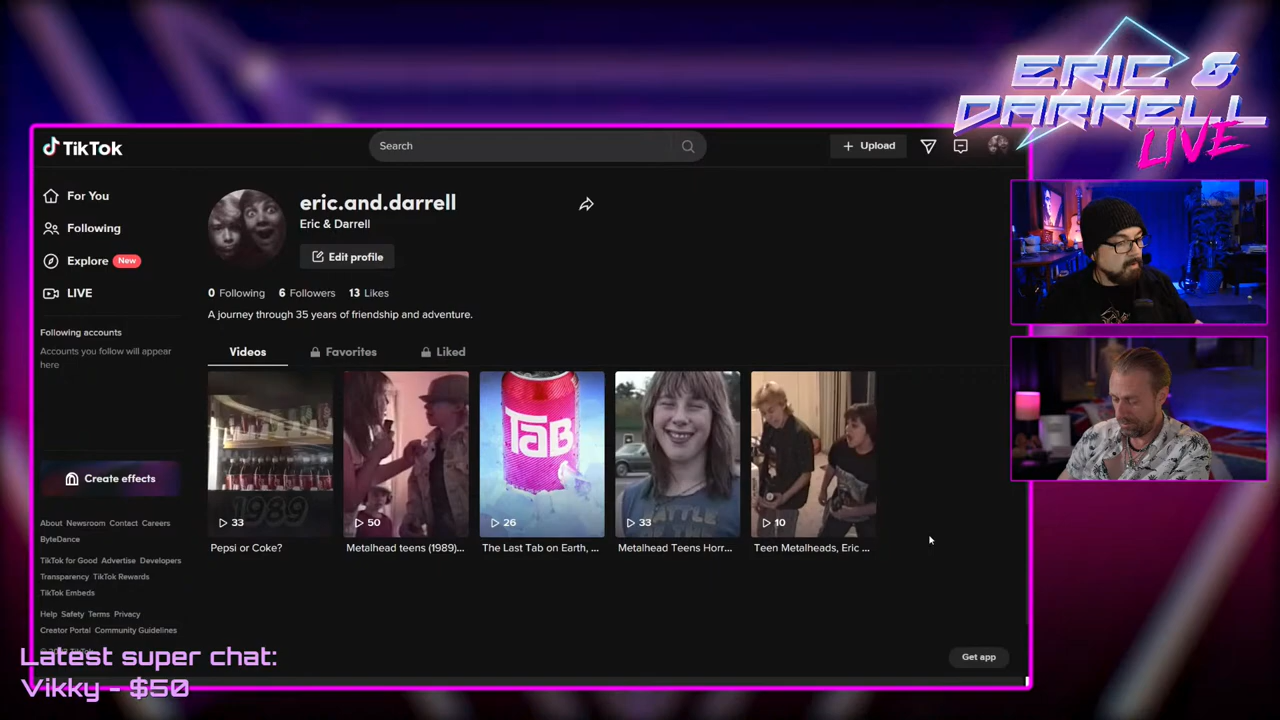 ERIC &
DARRELL
LIVE
TikTok
Search
+ Upload
For You
Following
Explore New
LIVE
Following accounts
Accounts you follow will appear
here
Create effects
About Newsroom Contact Careers
ByteDance
TikTok for Good Advertise Developers
Transparency TikTok Rewards
TikTok Embeds
Help Safety Terms Privacy
Creator Portal Community Guidelines
eric.and.darrell
Eric & Darrell
Edit profile
0 Following 6 Followers 13 Likes
A journey through 35 years of friendship and adventure.
Videos Favorites Liked
1989
TaB
33 50 26 33 10
Pepsi or Coke?
Metalhead teens (1989)...
The Last Tab on Earth, ...
Metalhead Teens Horr...
Teen Metalheads, Eric ...
Get app
Latest super chat:
Vikky - $50